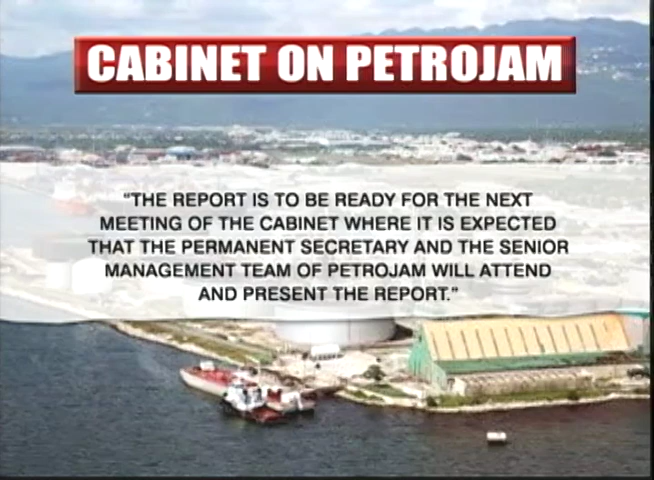 CABINET ON PETROJAM
"THE REPORT IS TO BE READY FOR THE NEXT
MEETING OF THE CABINET WHERE IT IS EXPECTED
THAT THE PERMANENT SECRETARY AND THE SENIOR
MANAGEMENT TEAM OF PETROJAM WILL ATTEND
AND PRESENT THE REPORT."